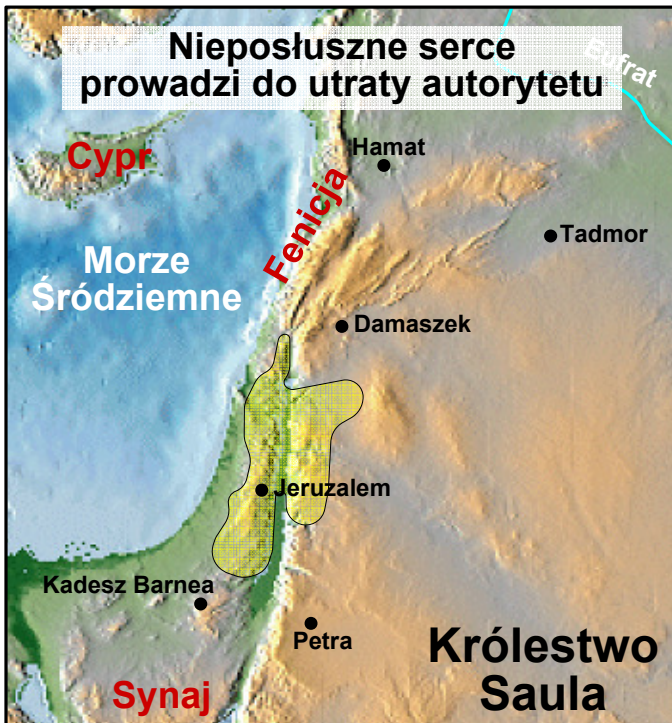 Nieposłuszne serce
prowadzi do utraty autorytetu
Eufrat
Cypr
Hamat
Fenicja
Tadmor
Morze
Śródziemne
Damaszek
Jeruzalem
Kadesz Barnea
Petra
Królestwo
Saula
Synaj